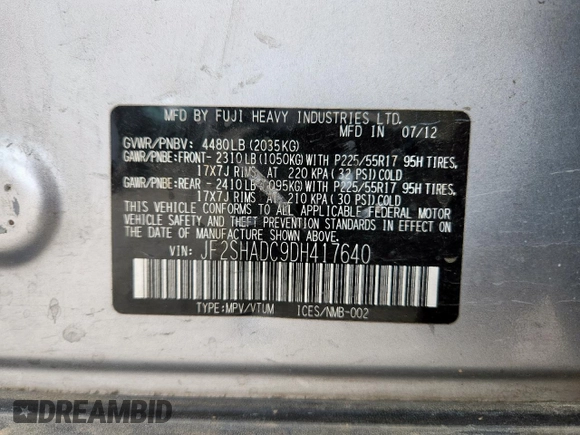 MFD BY FUJI HEAVY INDUSTRIES LTD.
MFD IN 07/12
GVWR/PNBV: 4480LB(2035KG)
GAWR/PNBE:FRONT- 2310LB(1050KG)WITH P225/55R17 95H TIRES,
17X7J RIMS, AT 220 KPA(32 PSI)COLD
GAWR/PNBE:REAR - 2410LB(1095KG)WITH P225/55R17 95H TIRES,
17X7J RIMS, AT 210 KPA(30 PSI)COLD
THIS VEHICLE CONFORMS TO ALL APPLICABLE FEDERAL MOTOR
VEHICLE SAFETY AND THEFT PREVENTION STANDARDS IN EFFECT
ON THE DATE OF MANUFACTURE SHOWN ABOVE.
VIN: JF2SHADC9DH417640
TYPE:MPV/VTUM ICES/NMB-002
DREAMBID